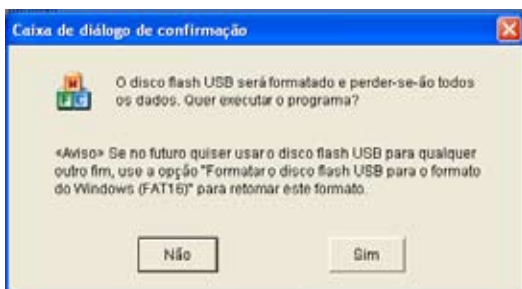 Caixa de diálogo de confirmação
O disco flash USB será formatado e perder-se-ão todos
os dados. Quer executar o programa?
«Aviso» Se no futuro quiser usar o disco flash USB para qualquer
outro fim, use a opção "Formatar o disco flash USB para o formato
do Windows (FAT16)" para retomar este formato.
Não
Sim